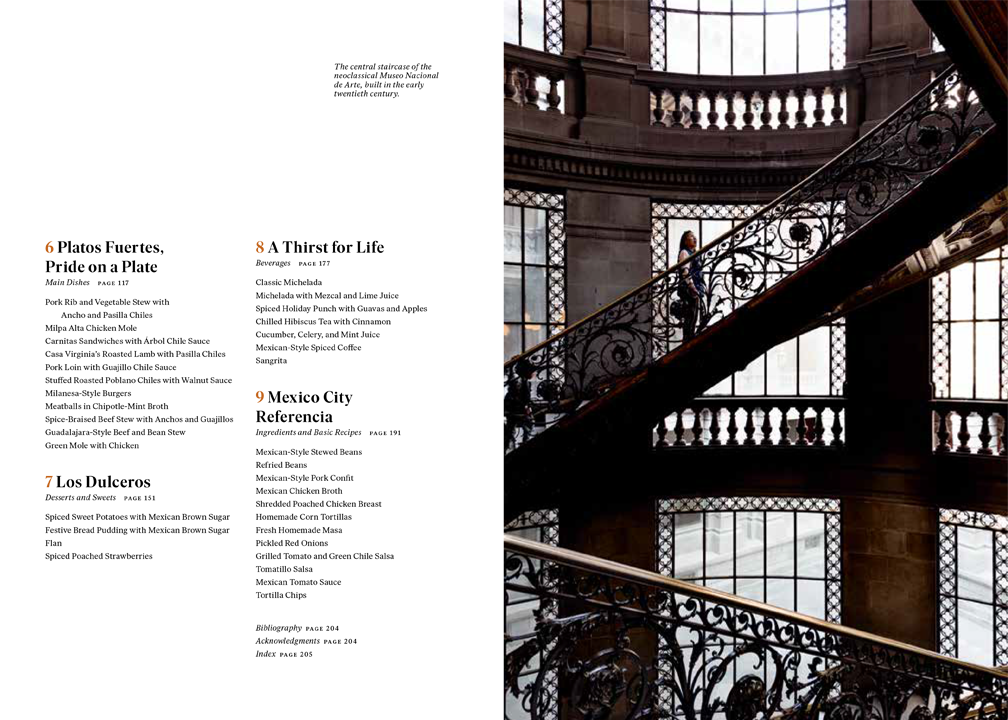 The central staircase of the
neoclassical Museo Nacional
de Arte, built in the early
twentieth century.
6 Platos Fuertes,
Pride on a Plate
Main Dishes PAGE 117
Pork Rib and Vegetable Stew with
Ancho and Pasilla Chiles
Milpa Alta Chicken Mole
Carnitas Sandwiches with Árbol Chile Sauce
Casa Virginia's Roasted Lamb with Pasilla Chiles
Pork Loin with Guajillo Chile Sauce
Stuffed Roasted Poblano Chiles with Walnut Sauce
Milanesa-Style Burgers
Meatballs in Chipotle-Mint Broth
Spice-Braised Beef Stew with Anchos and Guajillos
Guadalajara-Style Beef and Bean Stew
Green Mole with Chicken
7 Los Dulceros
Desserts and Sweets PAGE 151
Spiced Sweet Potatoes with Mexican Brown Sugar
Festive Bread Pudding with Mexican Brown Sugar
Flan
Spiced Poached Strawberries
8 A Thirst for Life
Beverages PAGE 177
Classic Michelada
Michelada with Mezcal and Lime Juice
Spiced Holiday Punch with Guavas and Apples
Chilled Hibiscus Tea with Cinnamon
Cucumber, Celery, and Mint Juice
Mexican-Style Spiced Coffee
Sangrita
9 Mexico City
Referencia
Ingredients and Basic Recipes PAGE 191
Mexican-Style Stewed Beans
Refried Beans
Mexican-Style Pork Confit
Mexican Chicken Broth
Shredded Poached Chicken Breast
Homemade Corn Tortillas
Fresh Homemade Masa
Pickled Red Onions
Grilled Tomato and Green Chile Salsa
Tomatillo Salsa
Mexican Tomato Sauce
Tortilla Chips
Bibliography PAGE 204
Acknowledgments PAGE 204
Index PAGE 205